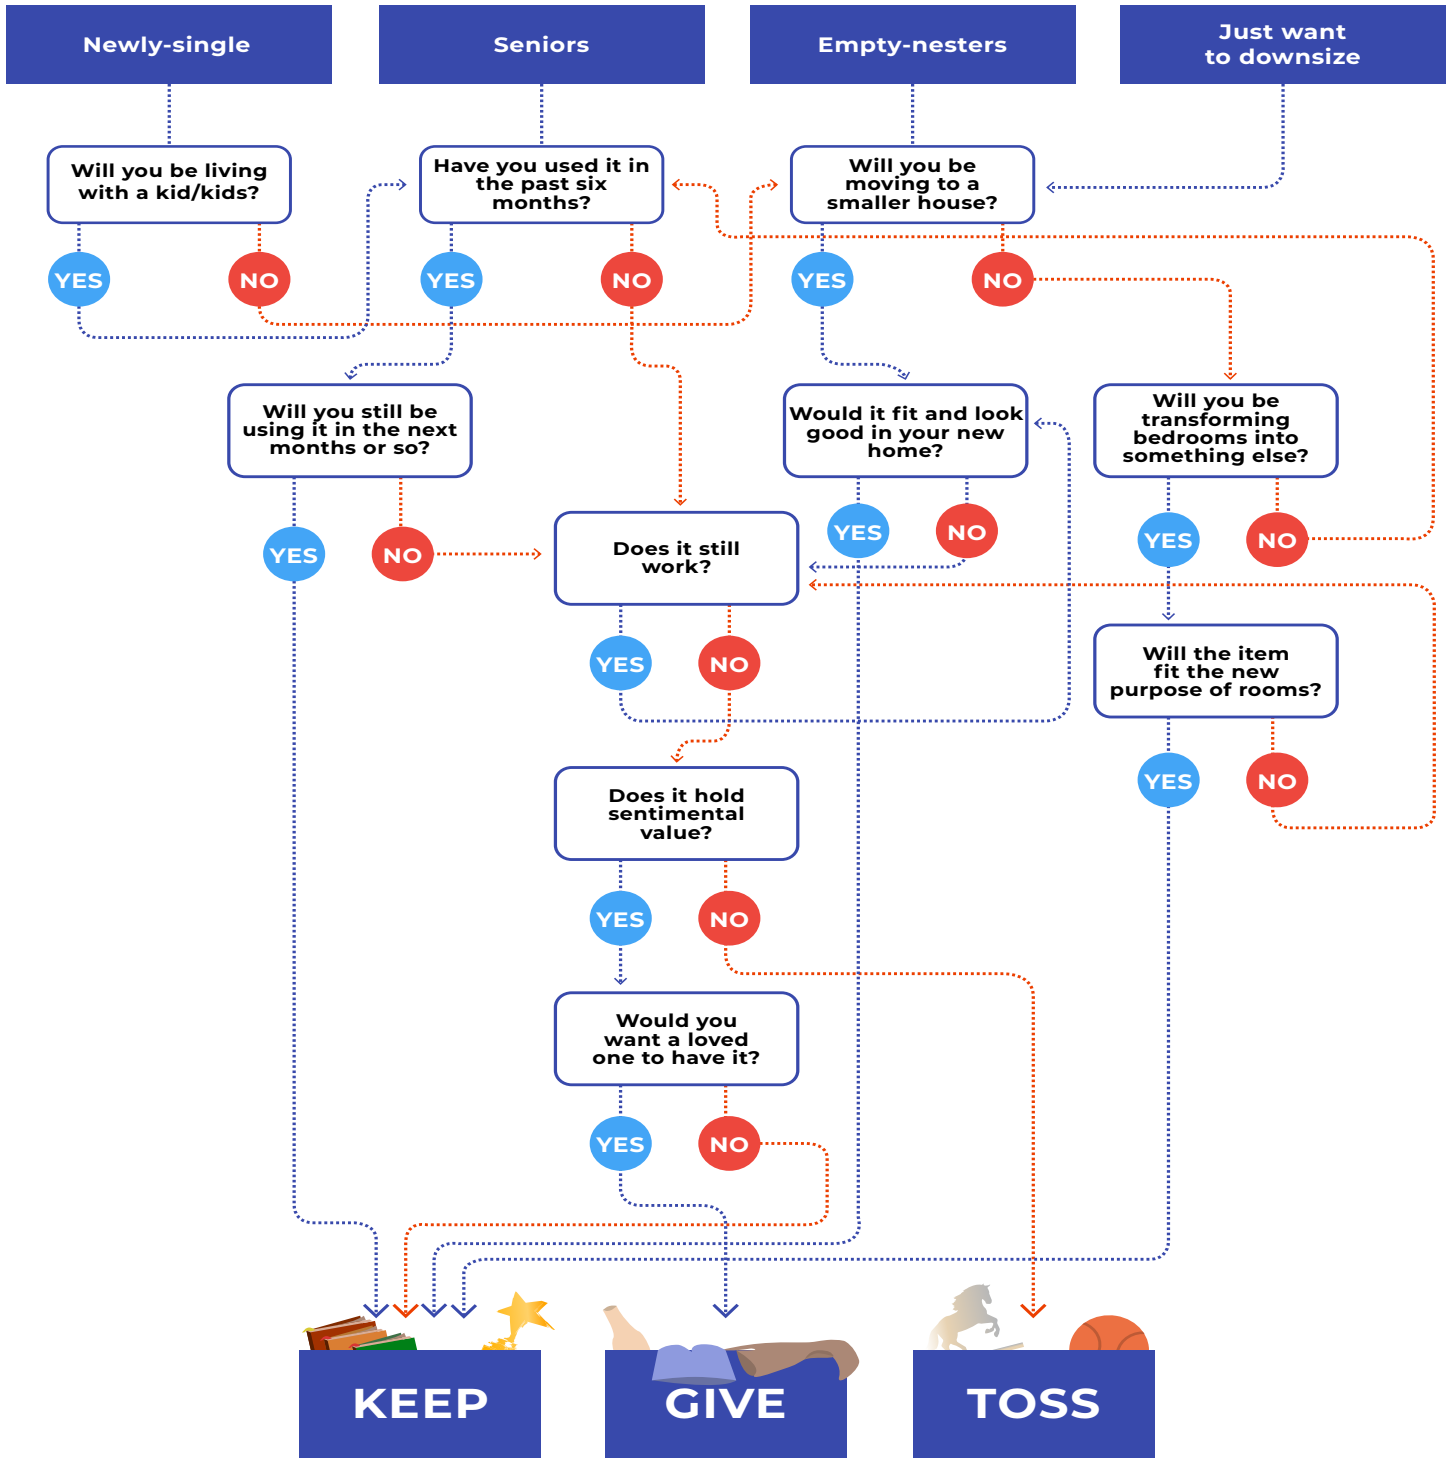 Newly-single
Seniors
Empty-nesters
Just want
to downsize
Will you be living
with a kid/kids?
Have you used it in
the past six
months?
Will you be
moving to a
smaller house?
YES
NO
YES
NO
YES
NO
Will you still be
using it in the next
months or so?
Would it fit and look
good in your new
home?
Will you be
transforming
bedrooms into
something else?
YES
NO
Does it still
work?
YES
NO
YES
NO
YES
NO
Will the item
fit the new
purpose of rooms?
YES
NO
Does it hold
sentimental
value?
YES
NO
Would you
want a loved
one to have it?
YES
NO
KEEP
GIVE
TOSS